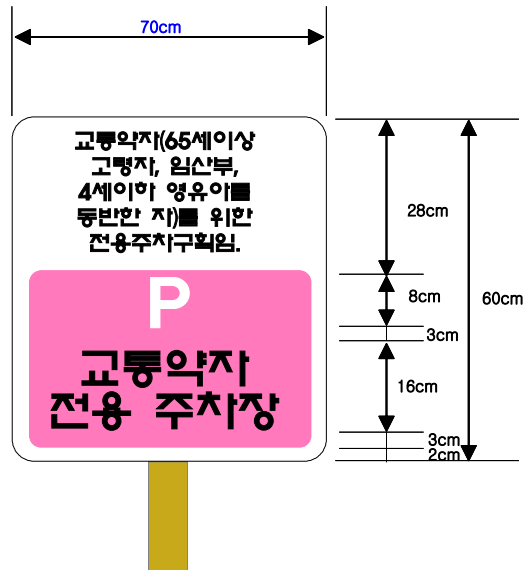 70cm
교통약자(65세이상
고령자, 임산부,
4세이하 영유아를
동반한 자)를 위한
전용주차구획임.
P
교통약자
전용 주차장
28cm
8cm
3cm
16cm
3cm
2cm
60cm